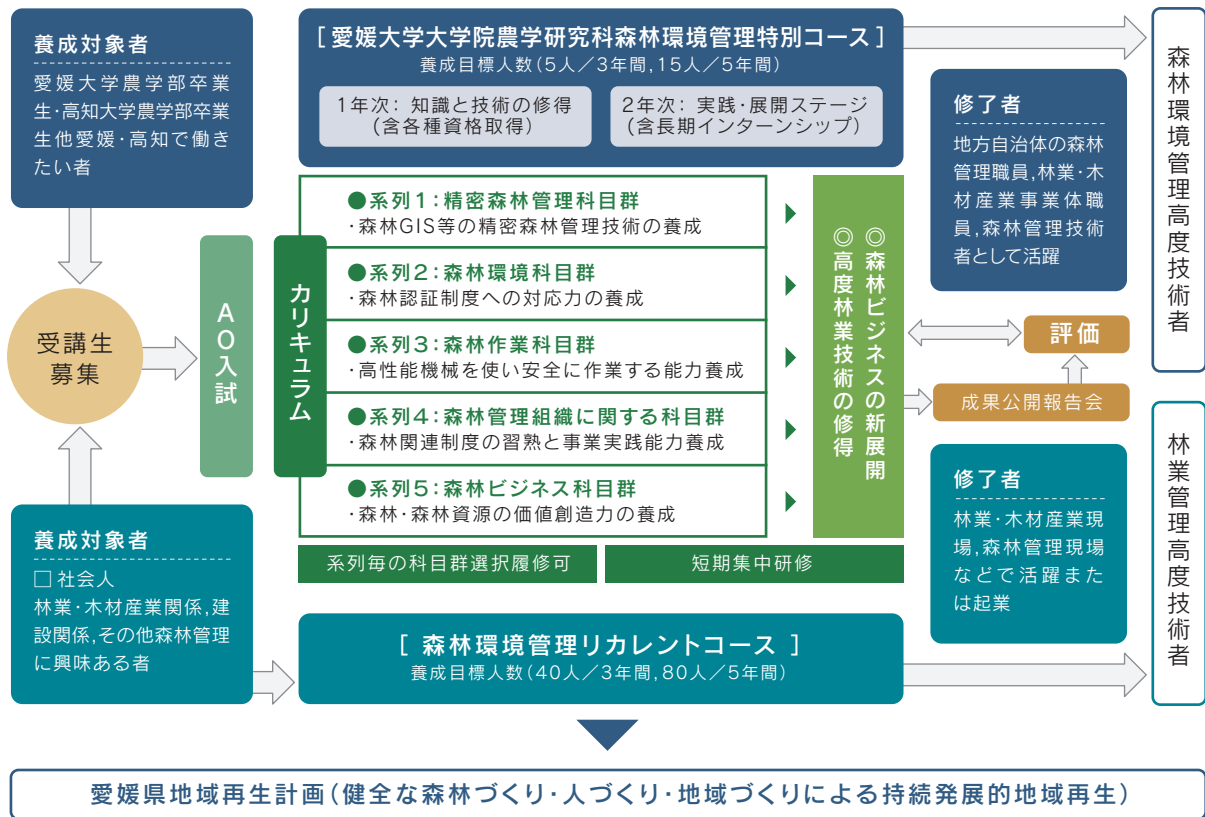 養成対象者
愛媛大学農学部卒業
生・高知大学農学部卒業
生他愛媛・高知で働き
たい者
受講生
募集
養成対象者
□社会人
林業・木材産業関係,建
設関係,その他森林管理
に興味ある者
AO入試
[愛媛大学大学院農学研究科森林環境管理特別コース]
養成目標人数(5人/3年間,15人/5年間)
1年次:知識と技術の修得
(含各種資格取得)
2年次:実践・展開ステージ
(含長期インターンシップ)
カリキュラム
●系列1:精密森林管理科目群
・森林GIS等の精密森林管理技術の養成
●系列2:森林環境科目群
・森林認証制度への対応力の養成
●系列3:森林作業科目群
・高性能機械を使い安全に作業する能力養成
●系列4:森林管理組織に関する科目群
・森林関連制度の習熟と事業実践能力養成
●系列5:森林ビジネス科目群
・森林・森林資源の価値創造力の養成
◎森林ビジネスの新展開
◎高度林業技術の修得
系列毎の科目群選択履修可
短期集中研修
[森林環境管理リカレントコース]
養成目標人数(40人/3年間,80人/5年間)
修了者
地方自治体の森林
管理職員,林業・木
材産業事業体職
員,森林管理技術
者として活躍
評価
成果公開報告会
修了者
林業・木材産業現
場,森林管理現場
などで活躍また
は起業
森林環境管理高度技術者
林業管理高度技術者
愛媛県地域再生計画(健全な森林づくり・人づくり・地域づくりによる持続発展的地域再生)